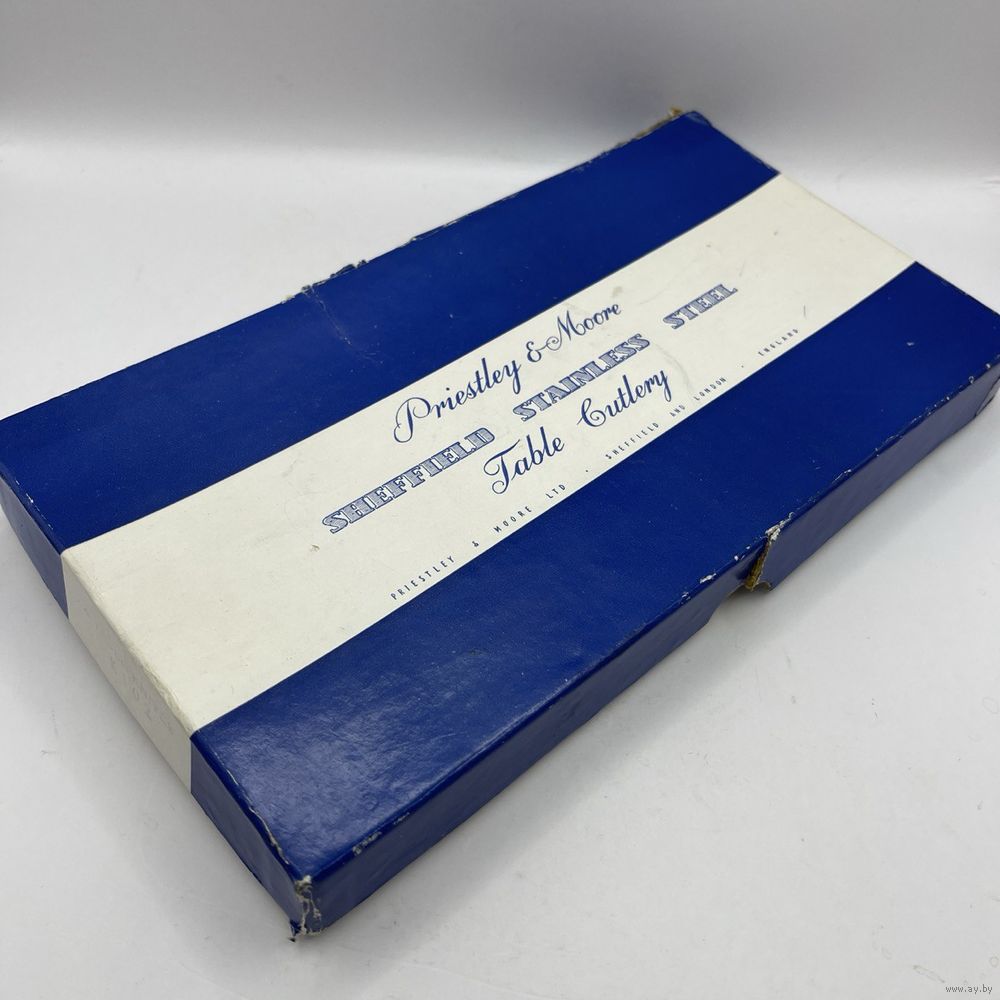 Priestley & Moore
SHEFFIELD STAINLESS STEEL
Table Cutlery
PRIESTLEY & MOORE LTD . SHEFFIELD AND LONDON . ENGLAND
www.ay.by